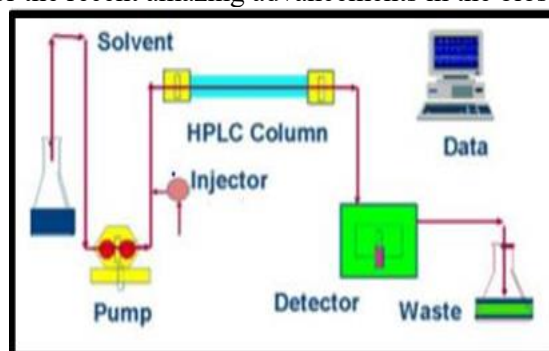 Solvent
HPLC Column
Data
Injector
Pump
Detector
Waste